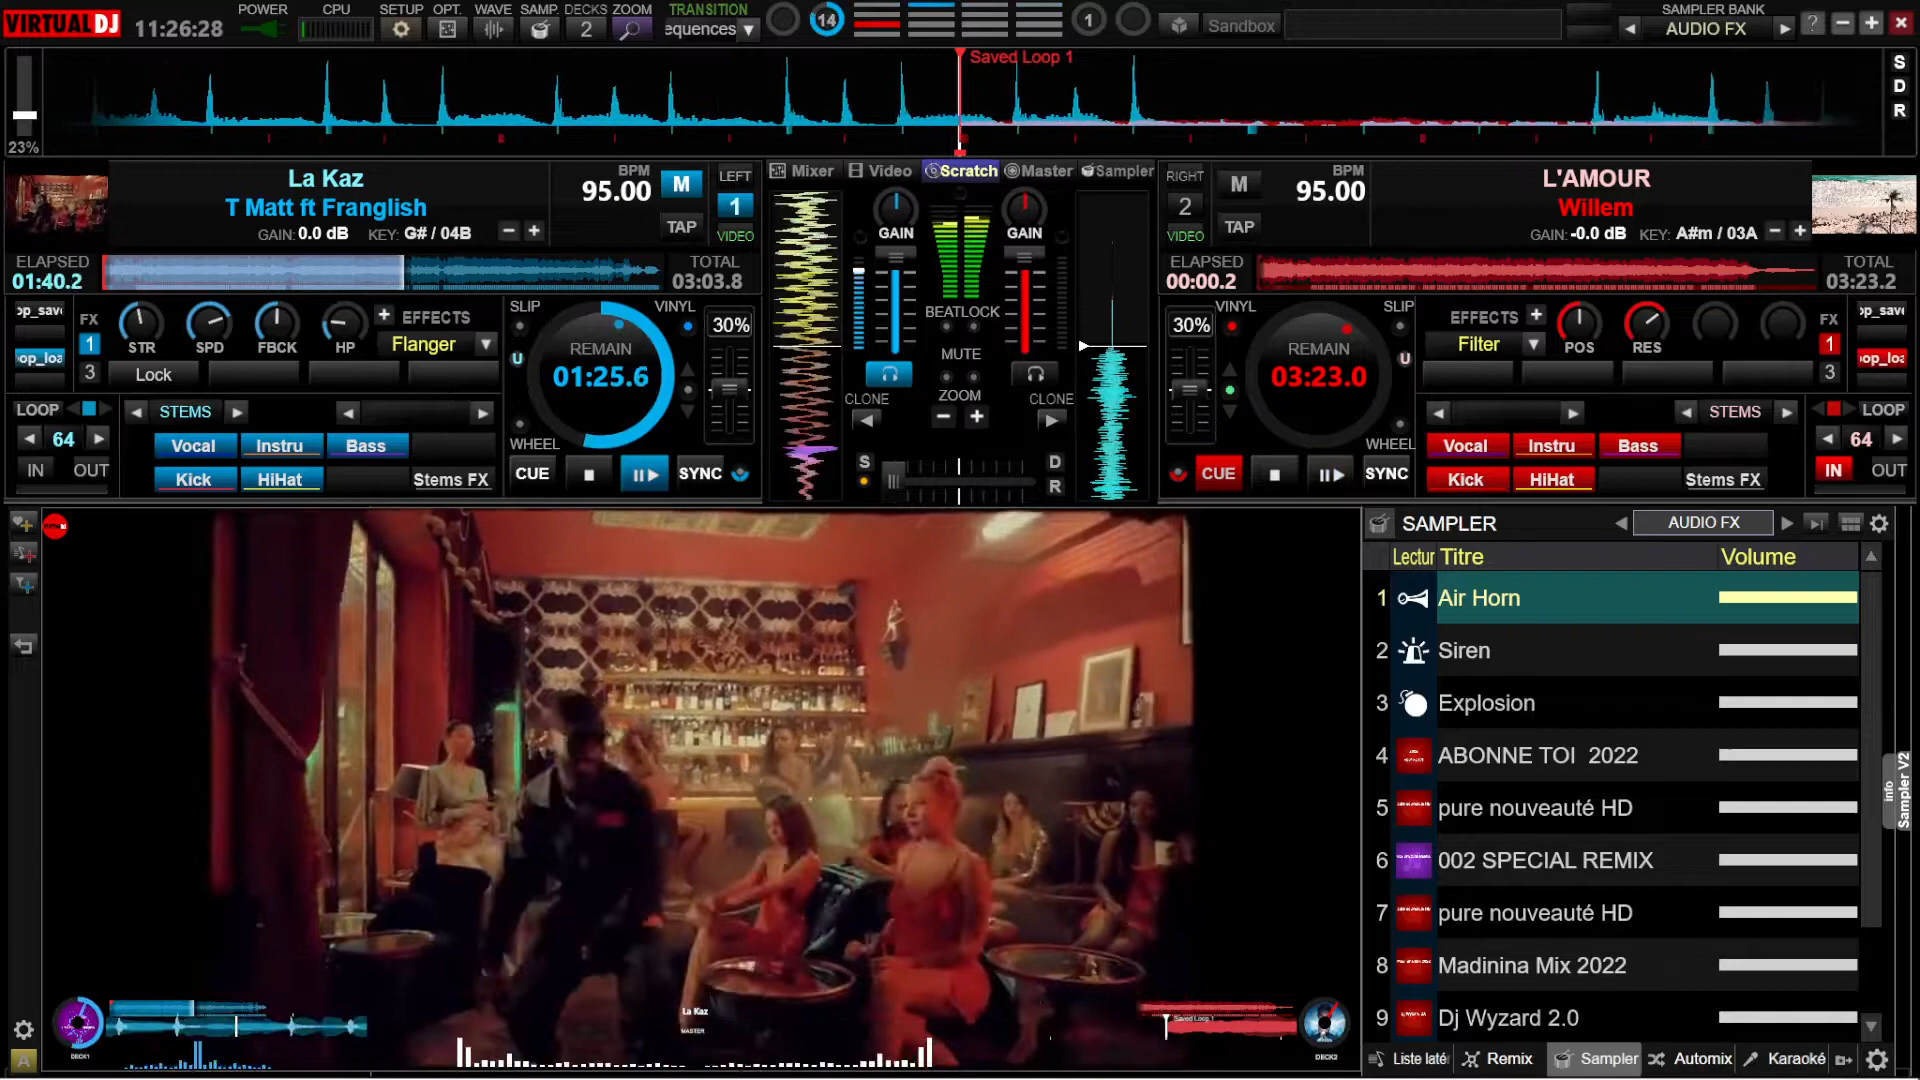 VIRTUAL DJ
11:26:28
POWER
CPU
SETUP
OPT.
WAVE
SAMP.
DECKS
2
ZOOM
TRANSITION
equences
14
1
Sandbox
SAMPLER BANK
AUDIO FX
?
Saved Loop 1
23%
S
D
R
La Kaz
T Matt ft Franglish
GAIN: 0.0 dB KEY: G# / 04B
BPM
95.00
M
TAP
LEFT
1
VIDEO
ELAPSED
01:40.2
TOTAL
03:03.8
Mixer
Video
Scratch
Master
Sampler
RIGHT
2
VIDEO
M
TAP
BPM
95.00
L'AMOUR
Willem
GAIN: -0.0 dB KEY: A#m / 03A
ELAPSED
00:00.2
TOTAL
03:23.2
FX
1
3
STR
SPD
FBCK
HP
EFFECTS
Flanger
Lock
SLIP
VINYL
U
REMAIN
01:25.6
30%
WHEEL
CUE
SYNC
LOOP
64
IN
OUT
STEMS
Vocal
Instru
Bass
Kick
HiHat
Stems FX
GAIN
GAIN
BEATLOCK
MUTE
ZOOM
CLONE
CLONE
S
D
R
30%
VINYL
SLIP
U
REMAIN
03:23.0
WHEEL
CUE
SYNC
EFFECTS
Filter
POS
RES
FX
1
3
STEMS
LOOP
64
IN
OUT
Vocal
Instru
Bass
Kick
HiHat
Stems FX
SAMPLER
AUDIO FX
Lectur
Titre
Volume
1 Air Horn
2 Siren
3 Explosion
4 ABONNE TOI 2022
5 pure nouveauté HD
6 002 SPECIAL REMIX
7 pure nouveauté HD
8 Madinina Mix 2022
9 Dj Wyzard 2.0
info
Sampler V2
La Kaz
MASTER
DECK1
Saved Loop 1
DECK2
A
Liste laté
Remix
Sampler
Automix
Karaoké